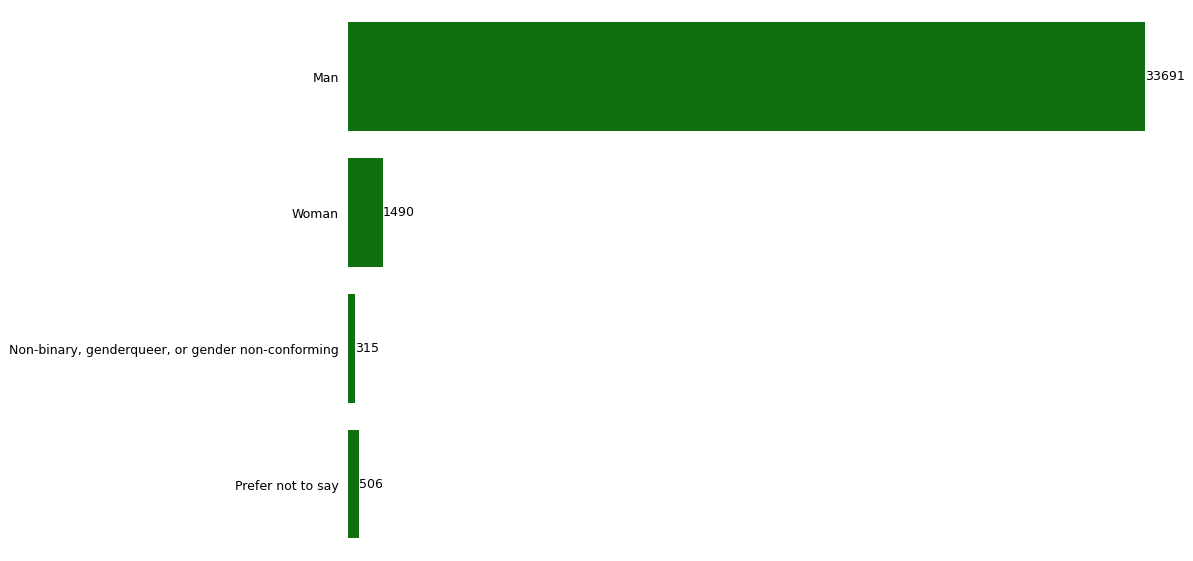 Man 33691
Woman 1490
Non-binary, genderqueer, or gender non-conforming 315
Prefer not to say 506